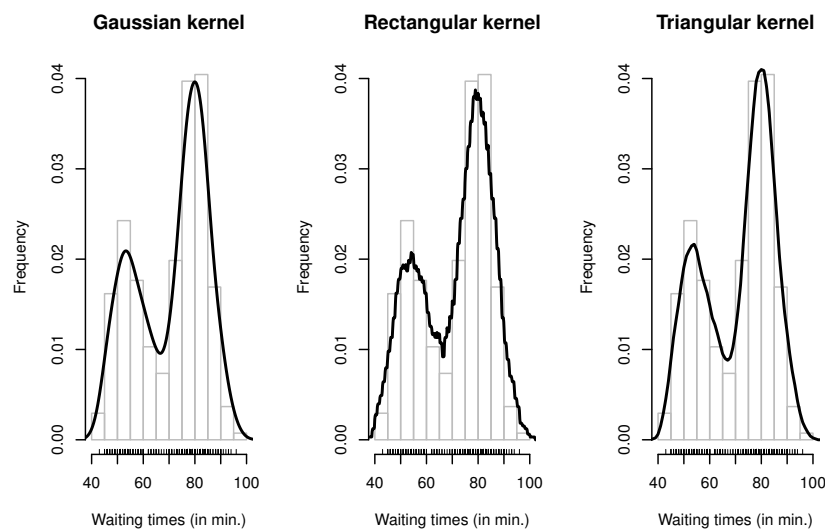 Gaussian kernel
Frequency
0.00 0.01 0.02 0.03 0.04
40 60 80 100
Waiting times (in min.)
Rectangular kernel
Frequency
0.00 0.01 0.02 0.03 0.04
40 60 80 100
Waiting times (in min.)
Triangular kernel
Frequency
0.00 0.01 0.02 0.03 0.04
40 60 80 100
Waiting times (in min.)